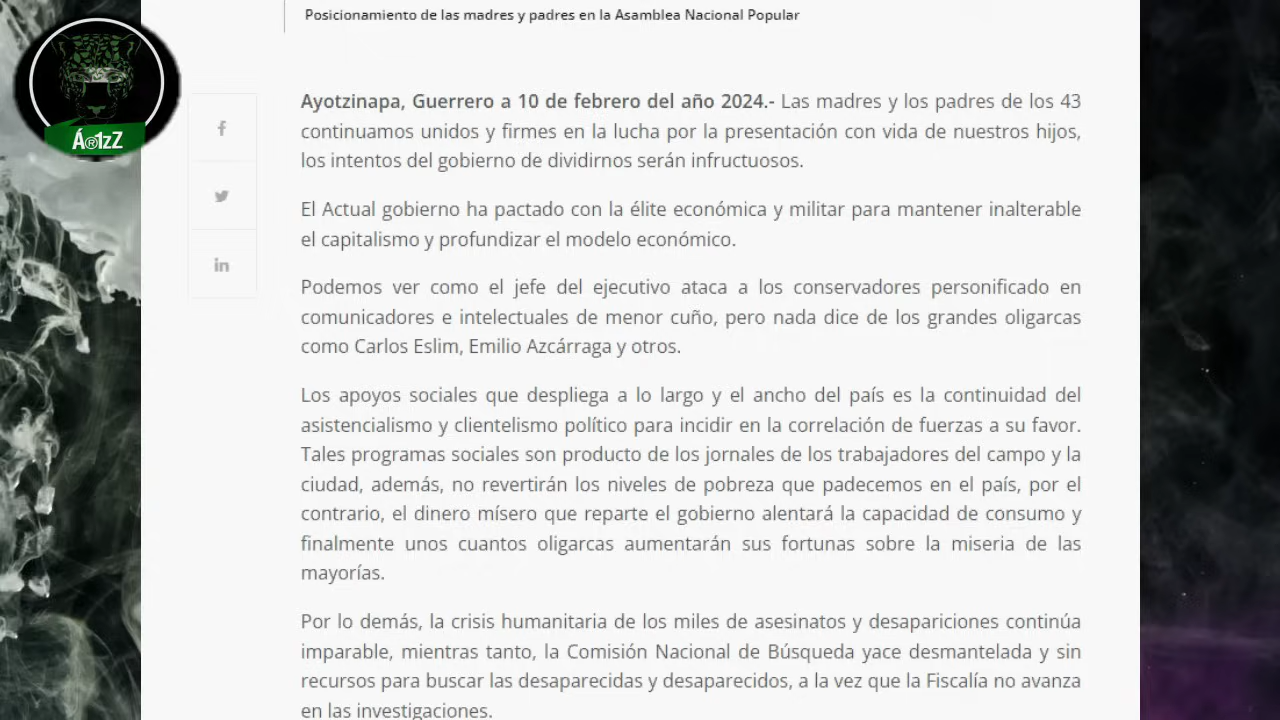 Posicionamiento de las madres y padres en la Asamblea Nacional Popular
Á®1zZ
Ayotzinapa, Guerrero a 10 de febrero del año 2024.- Las madres y los padres de los 43
continuamos unidos y firmes en la lucha por la presentación con vida de nuestros hijos,
los intentos del gobierno de dividirnos serán infructuosos.
El Actual gobierno ha pactado con la élite económica y militar para mantener inalterable
el capitalismo y profundizar el modelo económico.
Podemos ver como el jefe del ejecutivo ataca a los conservadores personificado en
comunicadores e intelectuales de menor cuño, pero nada dice de los grandes oligarcas
como Carlos Eslim, Emilio Azcárraga y otros.
Los apoyos sociales que despliega a lo largo y el ancho del país es la continuidad del
asistencialismo y clientelismo político para incidir en la correlación de fuerzas a su favor.
Tales programas sociales son producto de los jornales de los trabajadores del campo y la
ciudad, además, no revertirán los niveles de pobreza que padecemos en el país, por el
contrario, el dinero mísero que reparte el gobierno alentará la capacidad de consumo y
finalmente unos cuantos oligarcas aumentarán sus fortunas sobre la miseria de las
mayorías.
Por lo demás, la crisis humanitaria de los miles de asesinatos y desapariciones continúa
imparable, mientras tanto, la Comisión Nacional de Búsqueda yace desmantelada y sin
recursos para buscar las desaparecidas y desaparecidos, a la vez que la Fiscalía no avanza
en las investigaciones.